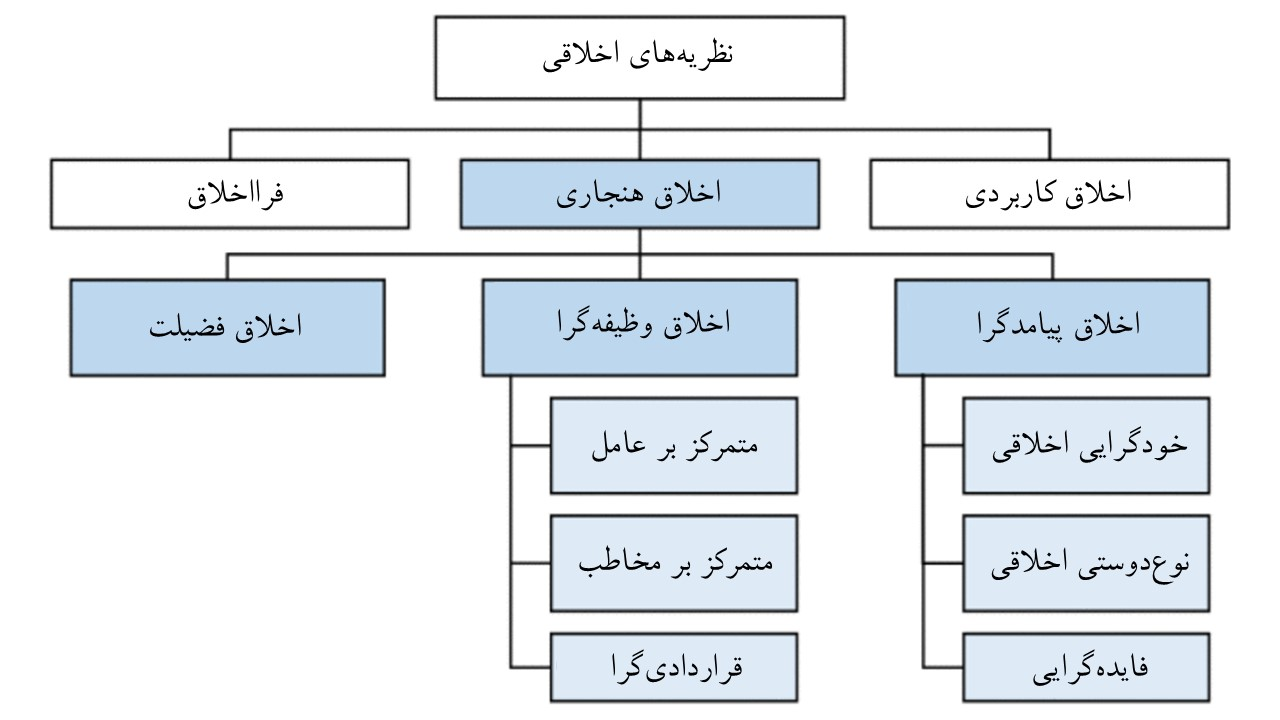 نظریه‌های اخلاقی
اخلاق کاربردی
اخلاق هنجاری
فرااخلاق
اخلاق پیامدگرا
اخلاق وظیفه‌گرا
اخلاق فضیلت
خودگرایی اخلاقی
متمرکز بر عامل
نوع‌دوستی اخلاقی
متمرکز بر مخاطب
فایده‌گرایی
قراردادی‌گرا